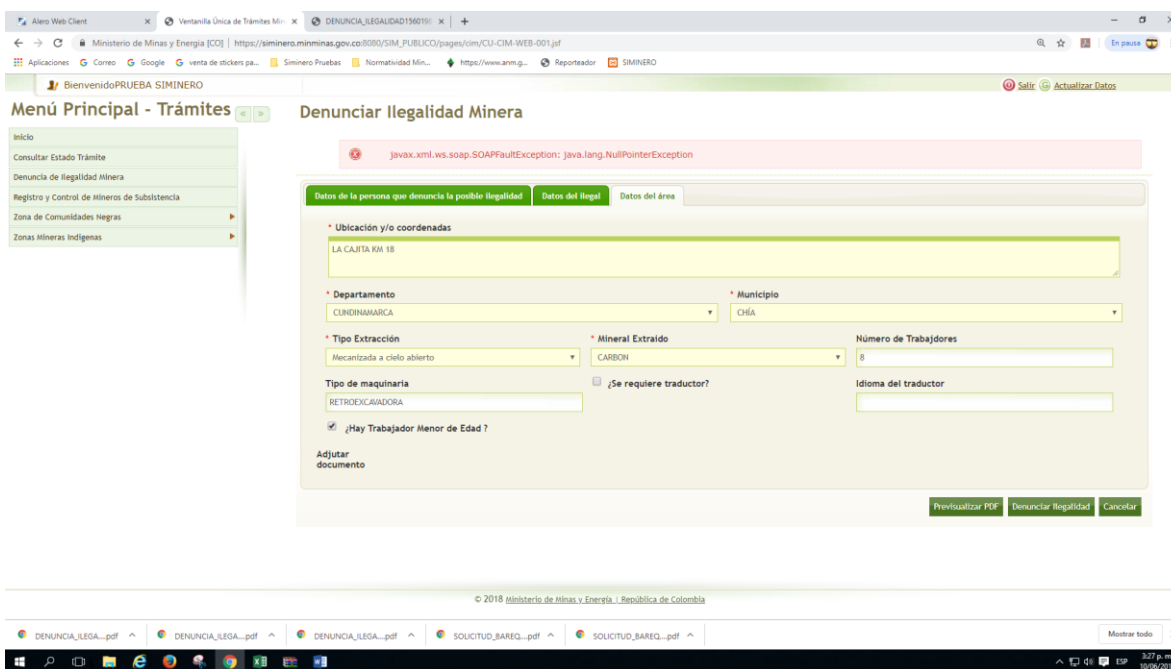 Alero Web Client
Ventanilla Única de Trámites Min
DENUNCIA_ILEGALIDAD1560198
Ministerio de Minas y Energia [CO] | https://siminero.minminas.gov.co:8080/SIM_PUBLICO/pages/cim/CU-CIM-WEB-001.jsf
En pausa
Aplicaciones Correo Google venta de stickers pa... Siminero Pruebas Normatividad Min... https://www.anm.g... Reporteador SIMINERO
BienvenidoPRUEBA SIMINERO
Salir Actualizar Datos
Menú Principal - Trámites
Inicio
Consultar Estado Trámite
Denuncia de Ilegalidad Minera
Registro y Control de Mineros de Subsistencia
Zona de Comunidades Negras
Zonas Mineras Indígenas
Denunciar Ilegalidad Minera
javax.xml.ws.soap.SOAPFaultException: java.lang.NullPointerException
Datos de la persona que denuncia la posible ilegalidad Datos del ilegal Datos del área
* Ubicación y/o coordenadas
LA CAJITA KM 18
* Departamento * Municipio
CUNDINAMARCA CHÍA
* Tipo Extracción * Mineral Extraído Número de Trabajdores
Mecanizada a cielo abierto CARBON 8
Tipo de maquinaria ¿Se requiere traductor? Idioma del traductor
RETROEXCAVADORA
¿Hay Trabajador Menor de Edad ?
Adjutar
documento
Previsualizar PDF Denunciar Ilegalidad Cancelar
© 2018 Ministerio de Minas y Energía | República de Colombia
DENUNCIA_ILEGA....pdf DENUNCIA_ILEGA....pdf DENUNCIA_ILEGA....pdf SOLICITUD_BAREQ....pdf SOLICITUD_BAREQ....pdf Mostrar todo
ESP
3:27 p. m.